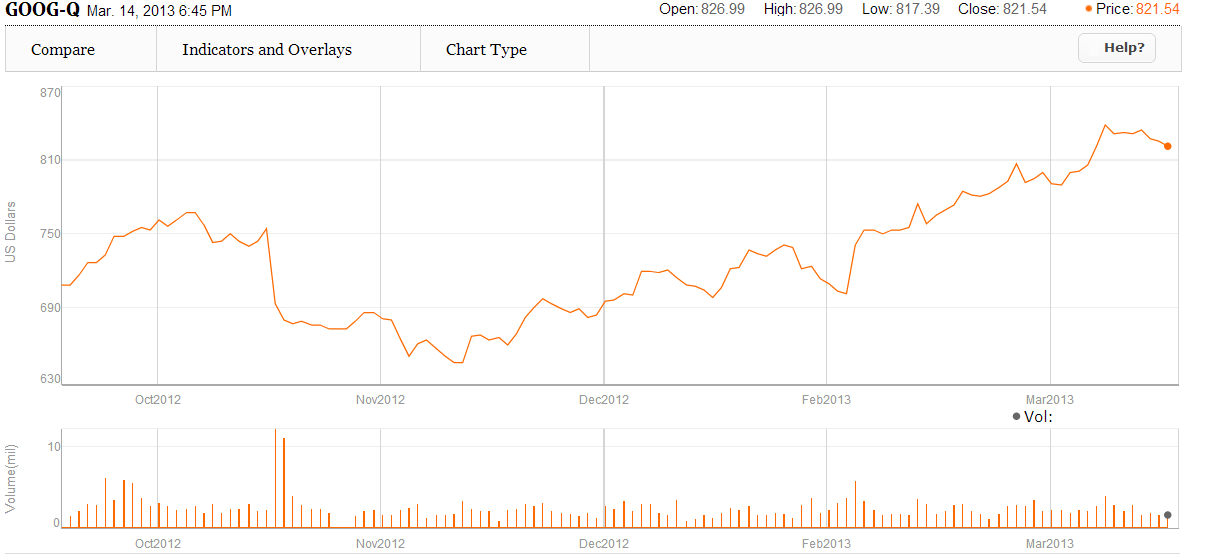 GOOG-Q Mar. 14, 2013 6:45 PM Open: 826.99 High: 826.99 Low: 817.39 Close: 821.54 Price: 821.54
Compare Indicators and Overlays Chart Type Help?
870
810
750
690
630
US Dollars
Oct2012 Nov2012 Dec2012 Feb2013 Mar2013
Vol:
10
0
Volume(mil)
Oct2012 Nov2012 Dec2012 Feb2013 Mar2013